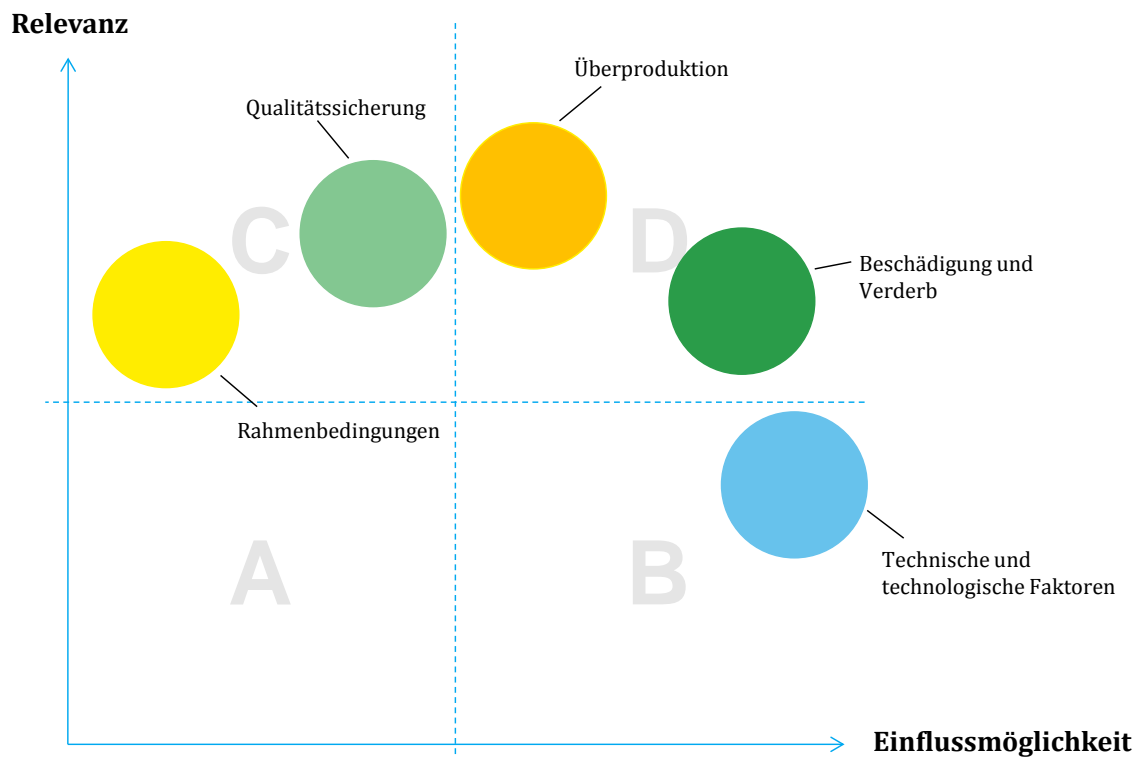 Relevanz
Überproduktion
Qualitätssicherung
C
D
Beschädigung und
Verderb
Rahmenbedingungen
A
B
Technische und
technologische Faktoren
Einflussmöglichkeit